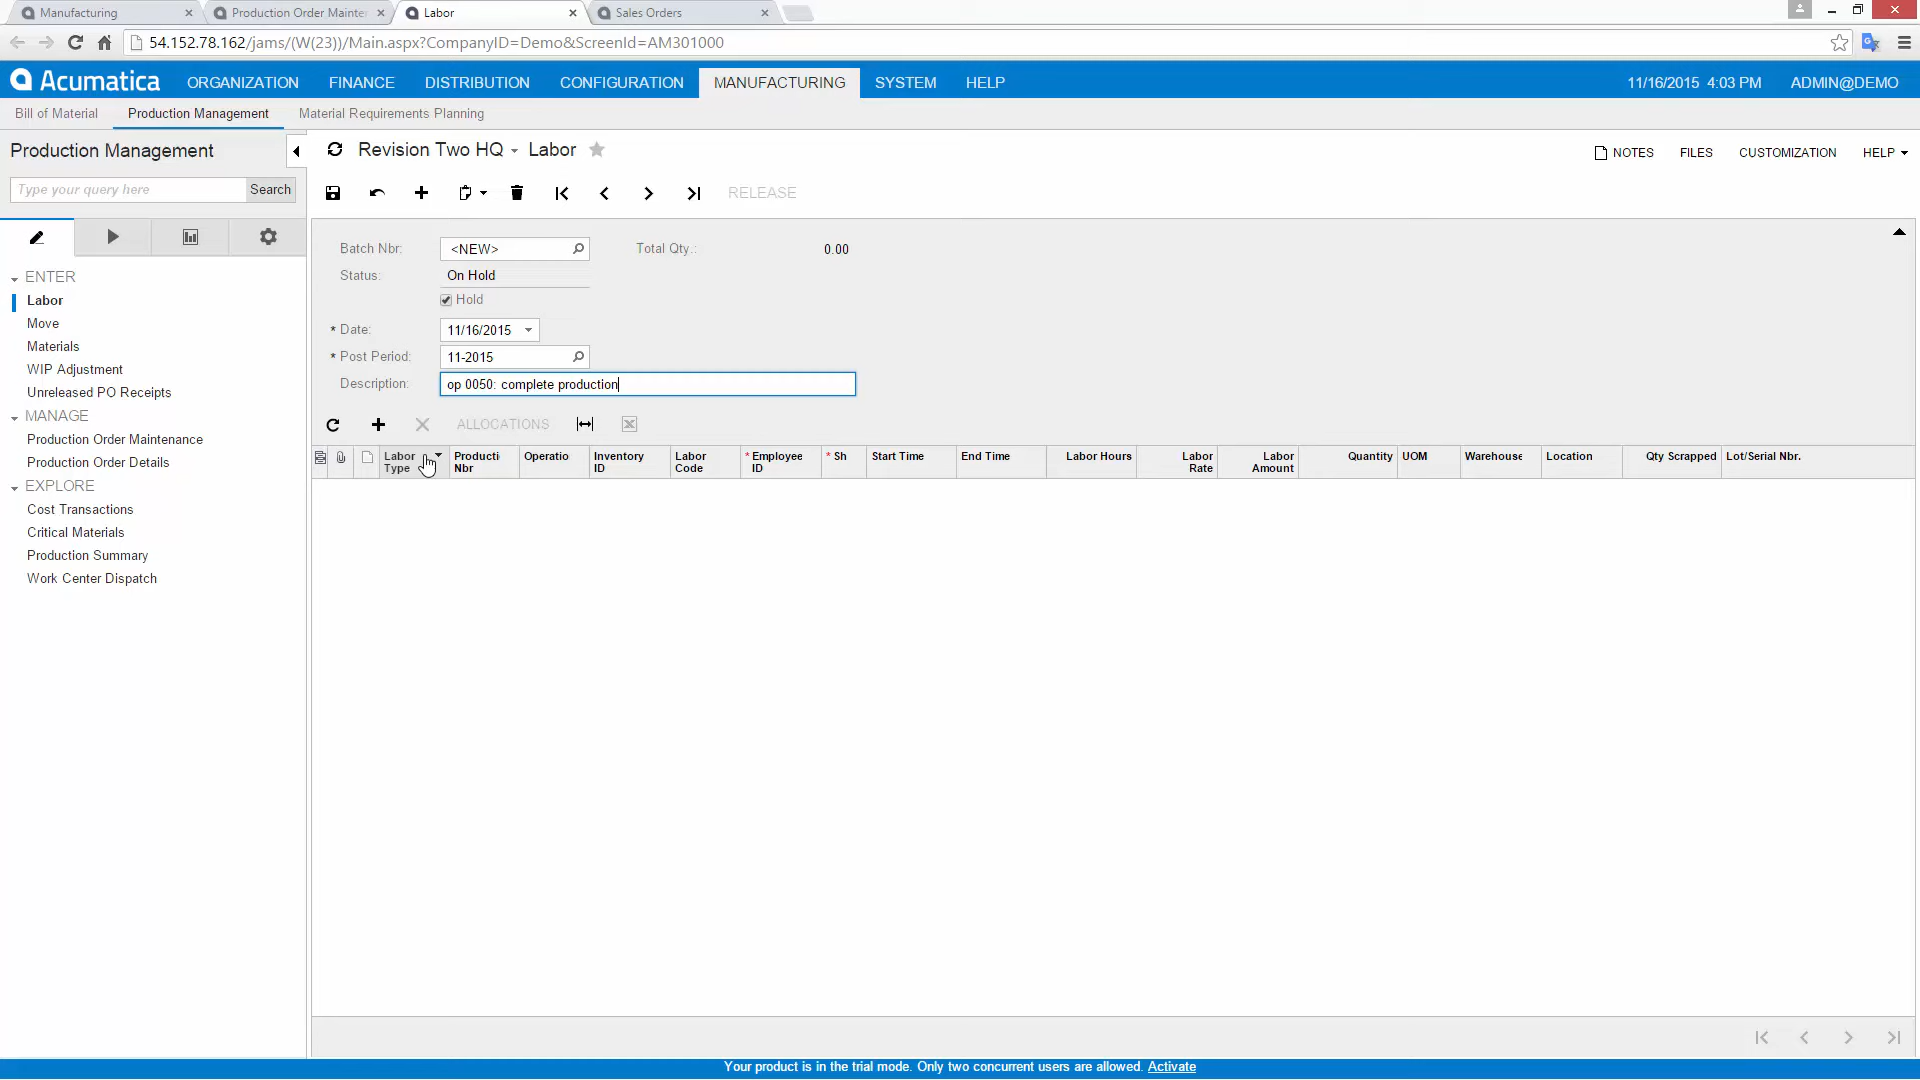 Manufacturing
Production Order Mainte
Labor
Sales Orders
54.152.78.162/jams/(W(23))/Main.aspx?CompanyID=Demo&ScreenId=AM301000
Acumatica
ORGANIZATION
FINANCE
DISTRIBUTION
CONFIGURATION
MANUFACTURING
SYSTEM
HELP
11/16/2015 4:03 PM
ADMIN@DEMO
Bill of Material
Production Management
Material Requirements Planning
Production Management
Revision Two HQ
Labor
NOTES
FILES
CUSTOMIZATION
HELP
Type your query here
Search
RELEASE
ENTER
Labor
Move
Materials
WIP Adjustment
Unreleased PO Receipts
MANAGE
Production Order Maintenance
Production Order Details
EXPLORE
Cost Transactions
Critical Materials
Production Summary
Work Center Dispatch
Batch Nbr:
<NEW>
Total Qty.:
0.00
Status:
On Hold
Hold
* Date:
11/16/2015
* Post Period:
11-2015
Description:
op 0050: complete production
ALLOCATIONS
Labor Type
Producti Nbr
Operatio
Inventory ID
Labor Code
* Employee ID
* Sh
Start Time
End Time
Labor Hours
Labor Rate
Labor Amount
Quantity
UOM
Warehouse
Location
Qty Scrapped
Lot/Serial Nbr.
Your product is in the trial mode. Only two concurrent users are allowed. Activate